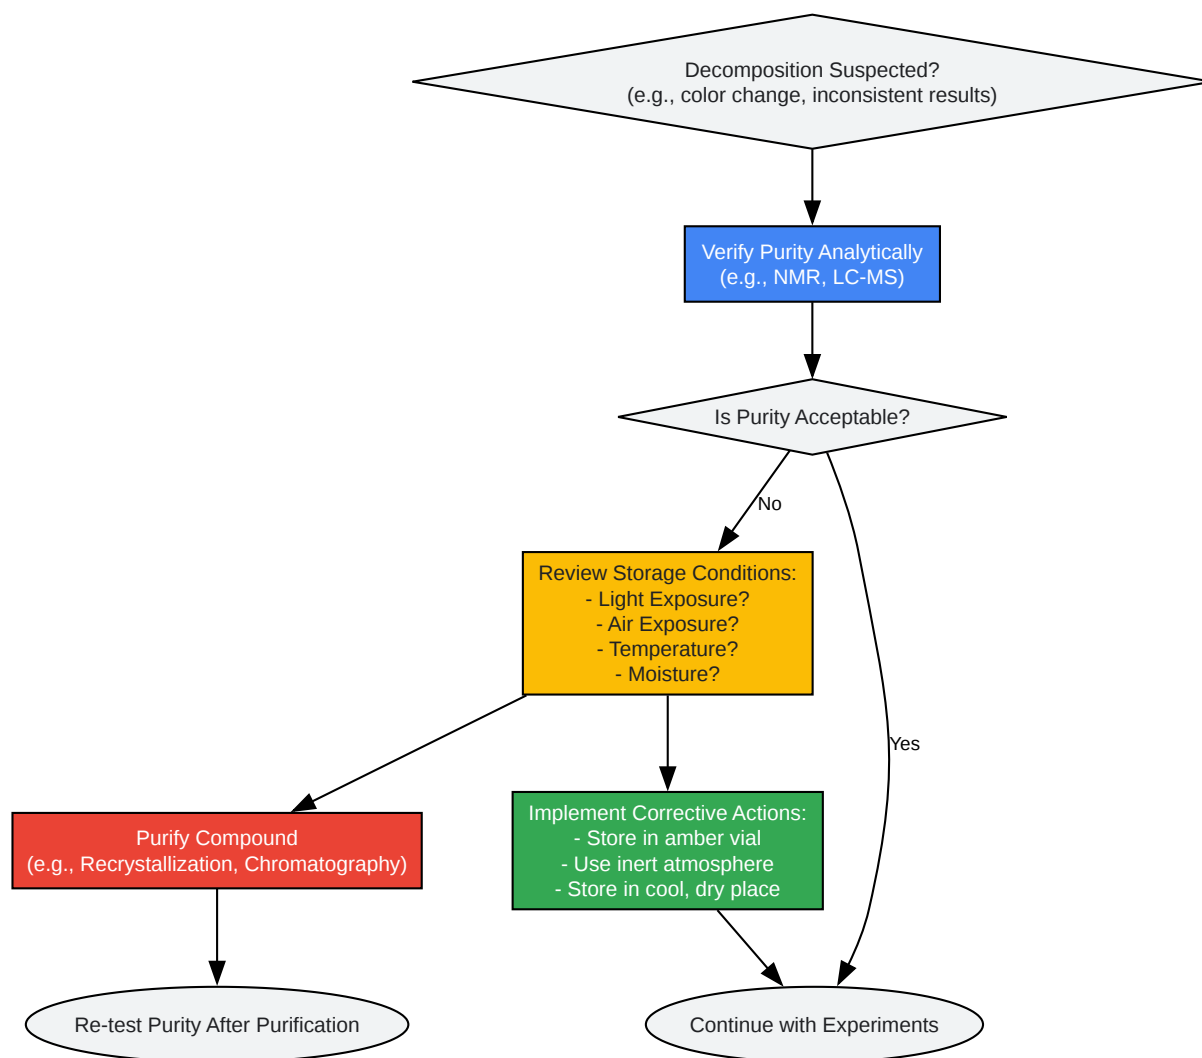 Decomposition Suspected?
(e.g., color change, inconsistent results)
Verify Purity Analytically
(e.g., NMR, LC-MS)
Is Purity Acceptable?
No
Review Storage Conditions:
- Light Exposure?
- Air Exposure?
- Temperature?
- Moisture?
Yes
Purify Compound
(e.g., Recrystallization, Chromatography)
Implement Corrective Actions:
- Store in amber vial
- Use inert atmosphere
- Store in cool, dry place
Re-test Purity After Purification
Continue with Experiments